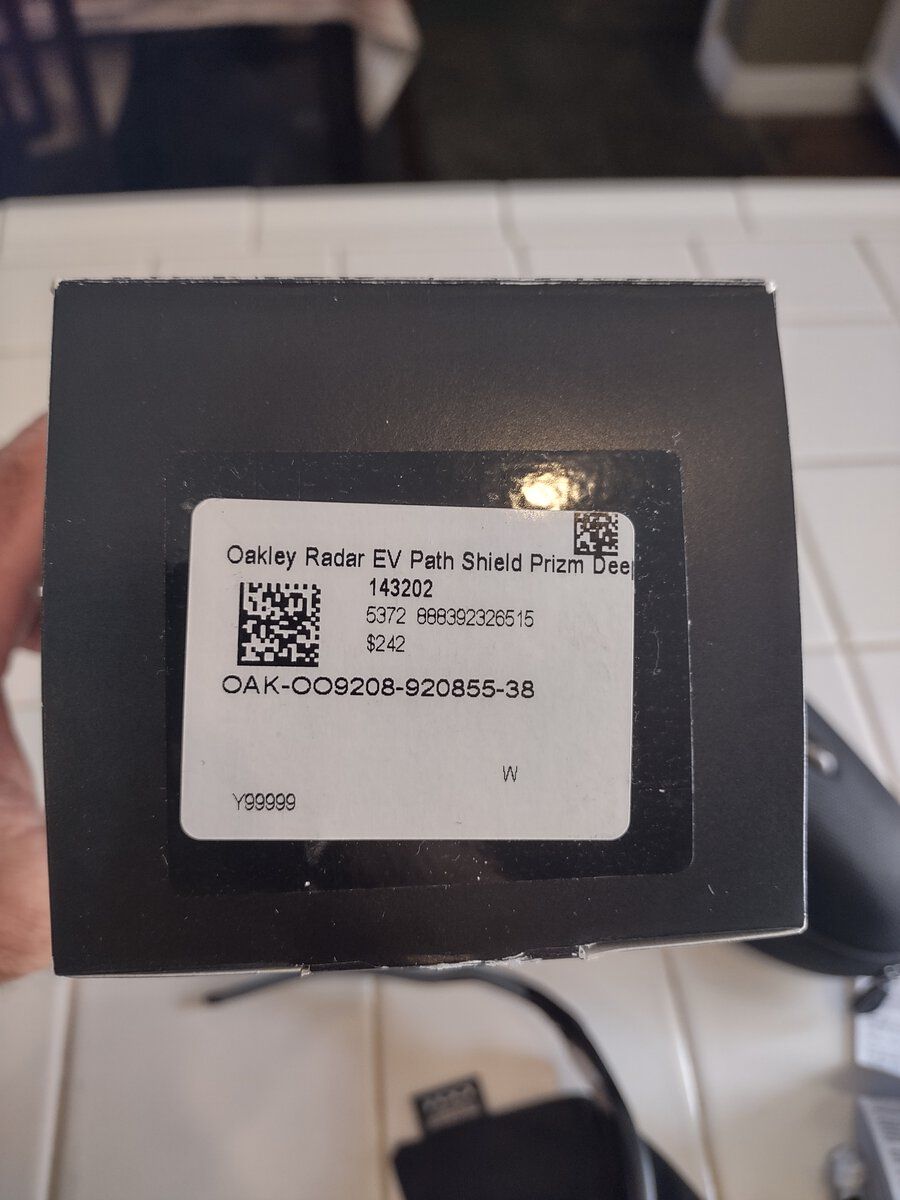 Oakley Radar EV Path Shield Prizm Deep
143202
5372 888392326515
$242
OAK-OO9208-920855-38
W
Y99999